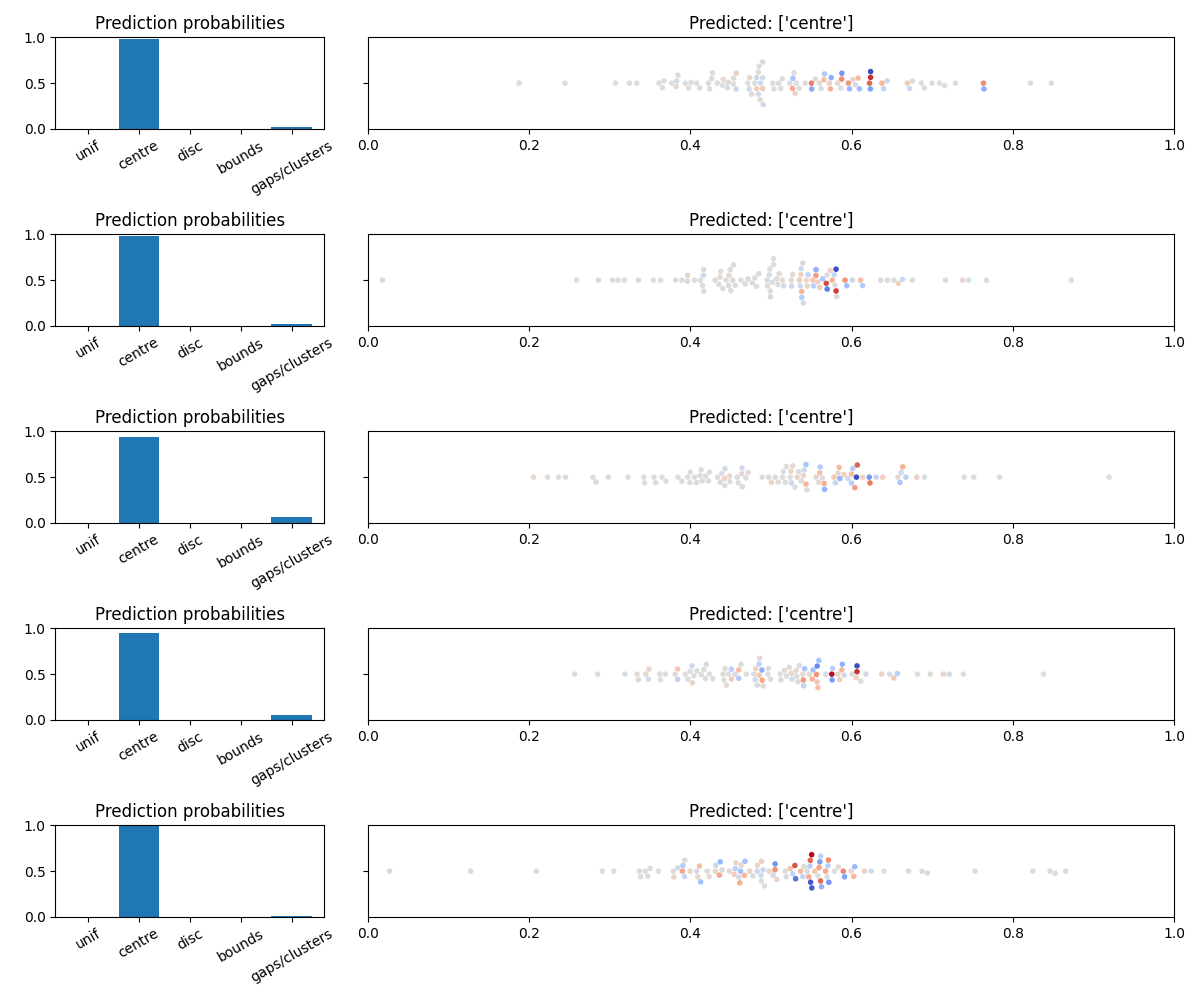 Prediction probabilities
Predicted: ['centre']
1.0
0.5
0.0
unif
centre
disc
bounds
gaps/clusters
0.0 0.2 0.4 0.6 0.8 1.0
Prediction probabilities
Predicted: ['centre']
1.0
0.5
0.0
unif
centre
disc
bounds
gaps/clusters
0.0 0.2 0.4 0.6 0.8 1.0
Prediction probabilities
Predicted: ['centre']
1.0
0.5
0.0
unif
centre
disc
bounds
gaps/clusters
0.0 0.2 0.4 0.6 0.8 1.0
Prediction probabilities
Predicted: ['centre']
1.0
0.5
0.0
unif
centre
disc
bounds
gaps/clusters
0.0 0.2 0.4 0.6 0.8 1.0
Prediction probabilities
Predicted: ['centre']
1.0
0.5
0.0
unif
centre
disc
bounds
gaps/clusters
0.0 0.2 0.4 0.6 0.8 1.0